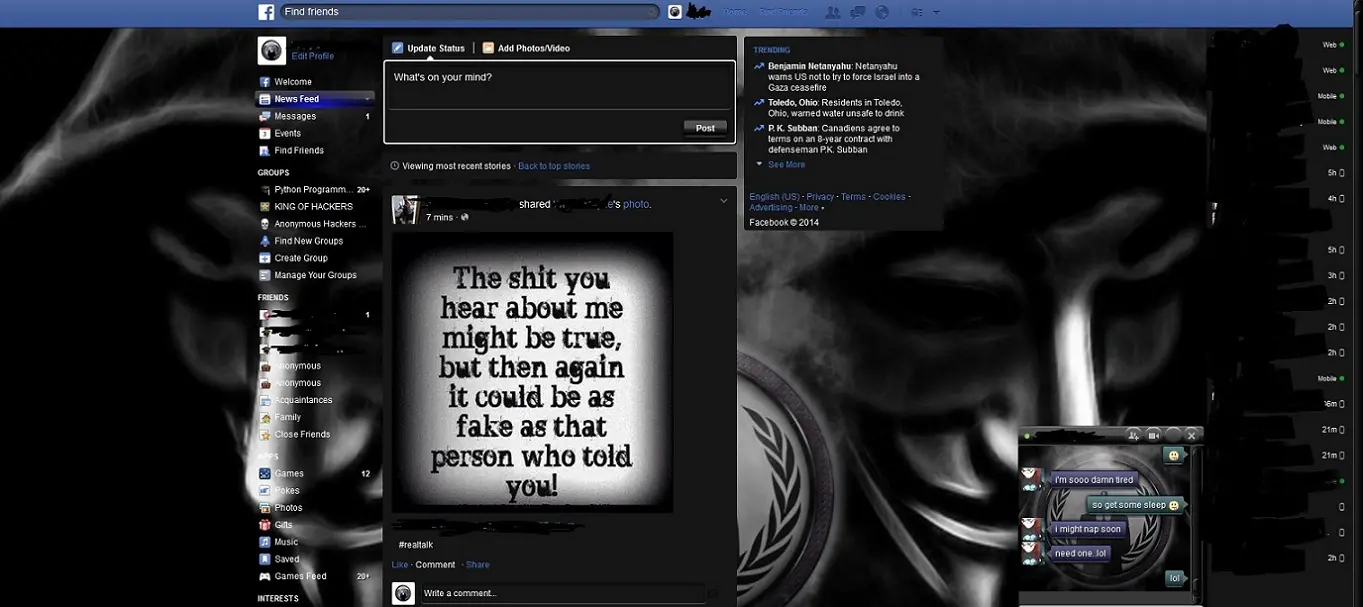 Find friends
Home Find Friends
Edit Profile
Welcome
News Feed
Messages 1
Events
Find Friends
GROUPS
Python Programm... 20+
KING OF HACKERS
Anonymous Hackers ...
Find New Groups
Create Group
Manage Your Groups
FRIENDS
1
Anonymous
Anonymous
Acquaintances
Family
Close Friends
APPS
Games 12
Pokes
Photos
Gifts
Music
Saved
Games Feed 20+
INTERESTS
Update Status | Add Photos/Video
What's on your mind?
Post
Viewing most recent stories · Back to top stories
shared 's photo.
7 mins ·
The shit you
hear about me
might be true,
but then again
it could be as
fake as that
person who told
you!
#realtalk
Like · Comment · Share
Write a comment...
TRENDING
Benjamin Netanyahu: Netanyahu
warns US not to try to force Israel into a
Gaza ceasefire
Toledo, Ohio: Residents in Toledo,
Ohio, warned water unsafe to drink
P. K. Subban: Canadiens agree to
terms on an 8-year contract with
defenseman P.K. Subban
See More
English (US) · Privacy · Terms · Cookies ·
Advertising · More
Facebook © 2014
Web
Web
Mobile
Mobile
Web
5h
4h
5h
3h
2h
2h
2h
Mobile
21m
21m
2h
i'm sooo damn tired
so get some sleep
i might nap soon
need one..lol
lol